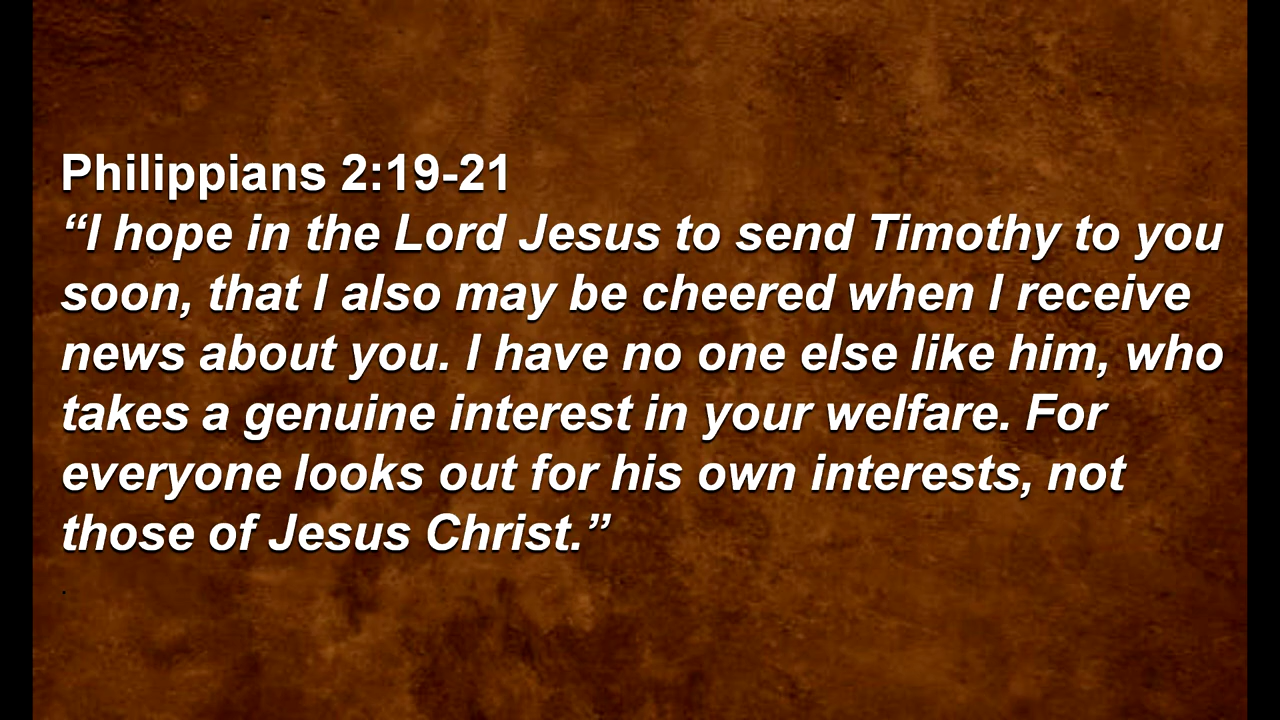 Philippians 2:19-21
“I hope in the Lord Jesus to send Timothy to you
soon, that I also may be cheered when I receive
news about you. I have no one else like him, who
takes a genuine interest in your welfare. For
everyone looks out for his own interests, not
those of Jesus Christ.”
.